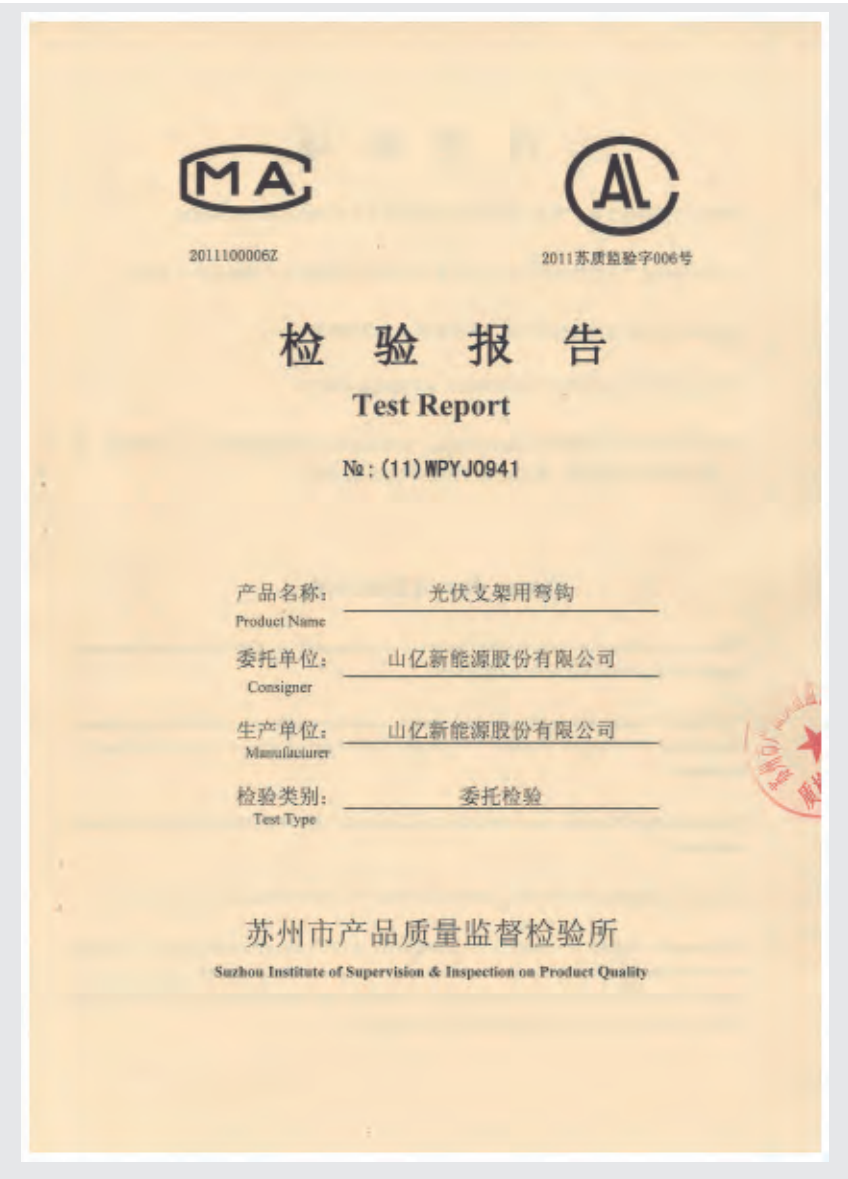 MA
AL
2011100006Z
2011苏质监验字006号
检验报告
Test Report
№:(11)WPYJ0941
产品名称: 光伏支架用弯钩
Product Name
委托单位: 山亿新能源股份有限公司
Consigner
生产单位: 山亿新能源股份有限公司
Manufacturer
检验类别: 委托检验
Test Type
苏州市产品质量监督检验所
Suzhou Institute of Supervision & Inspection on Product Quality